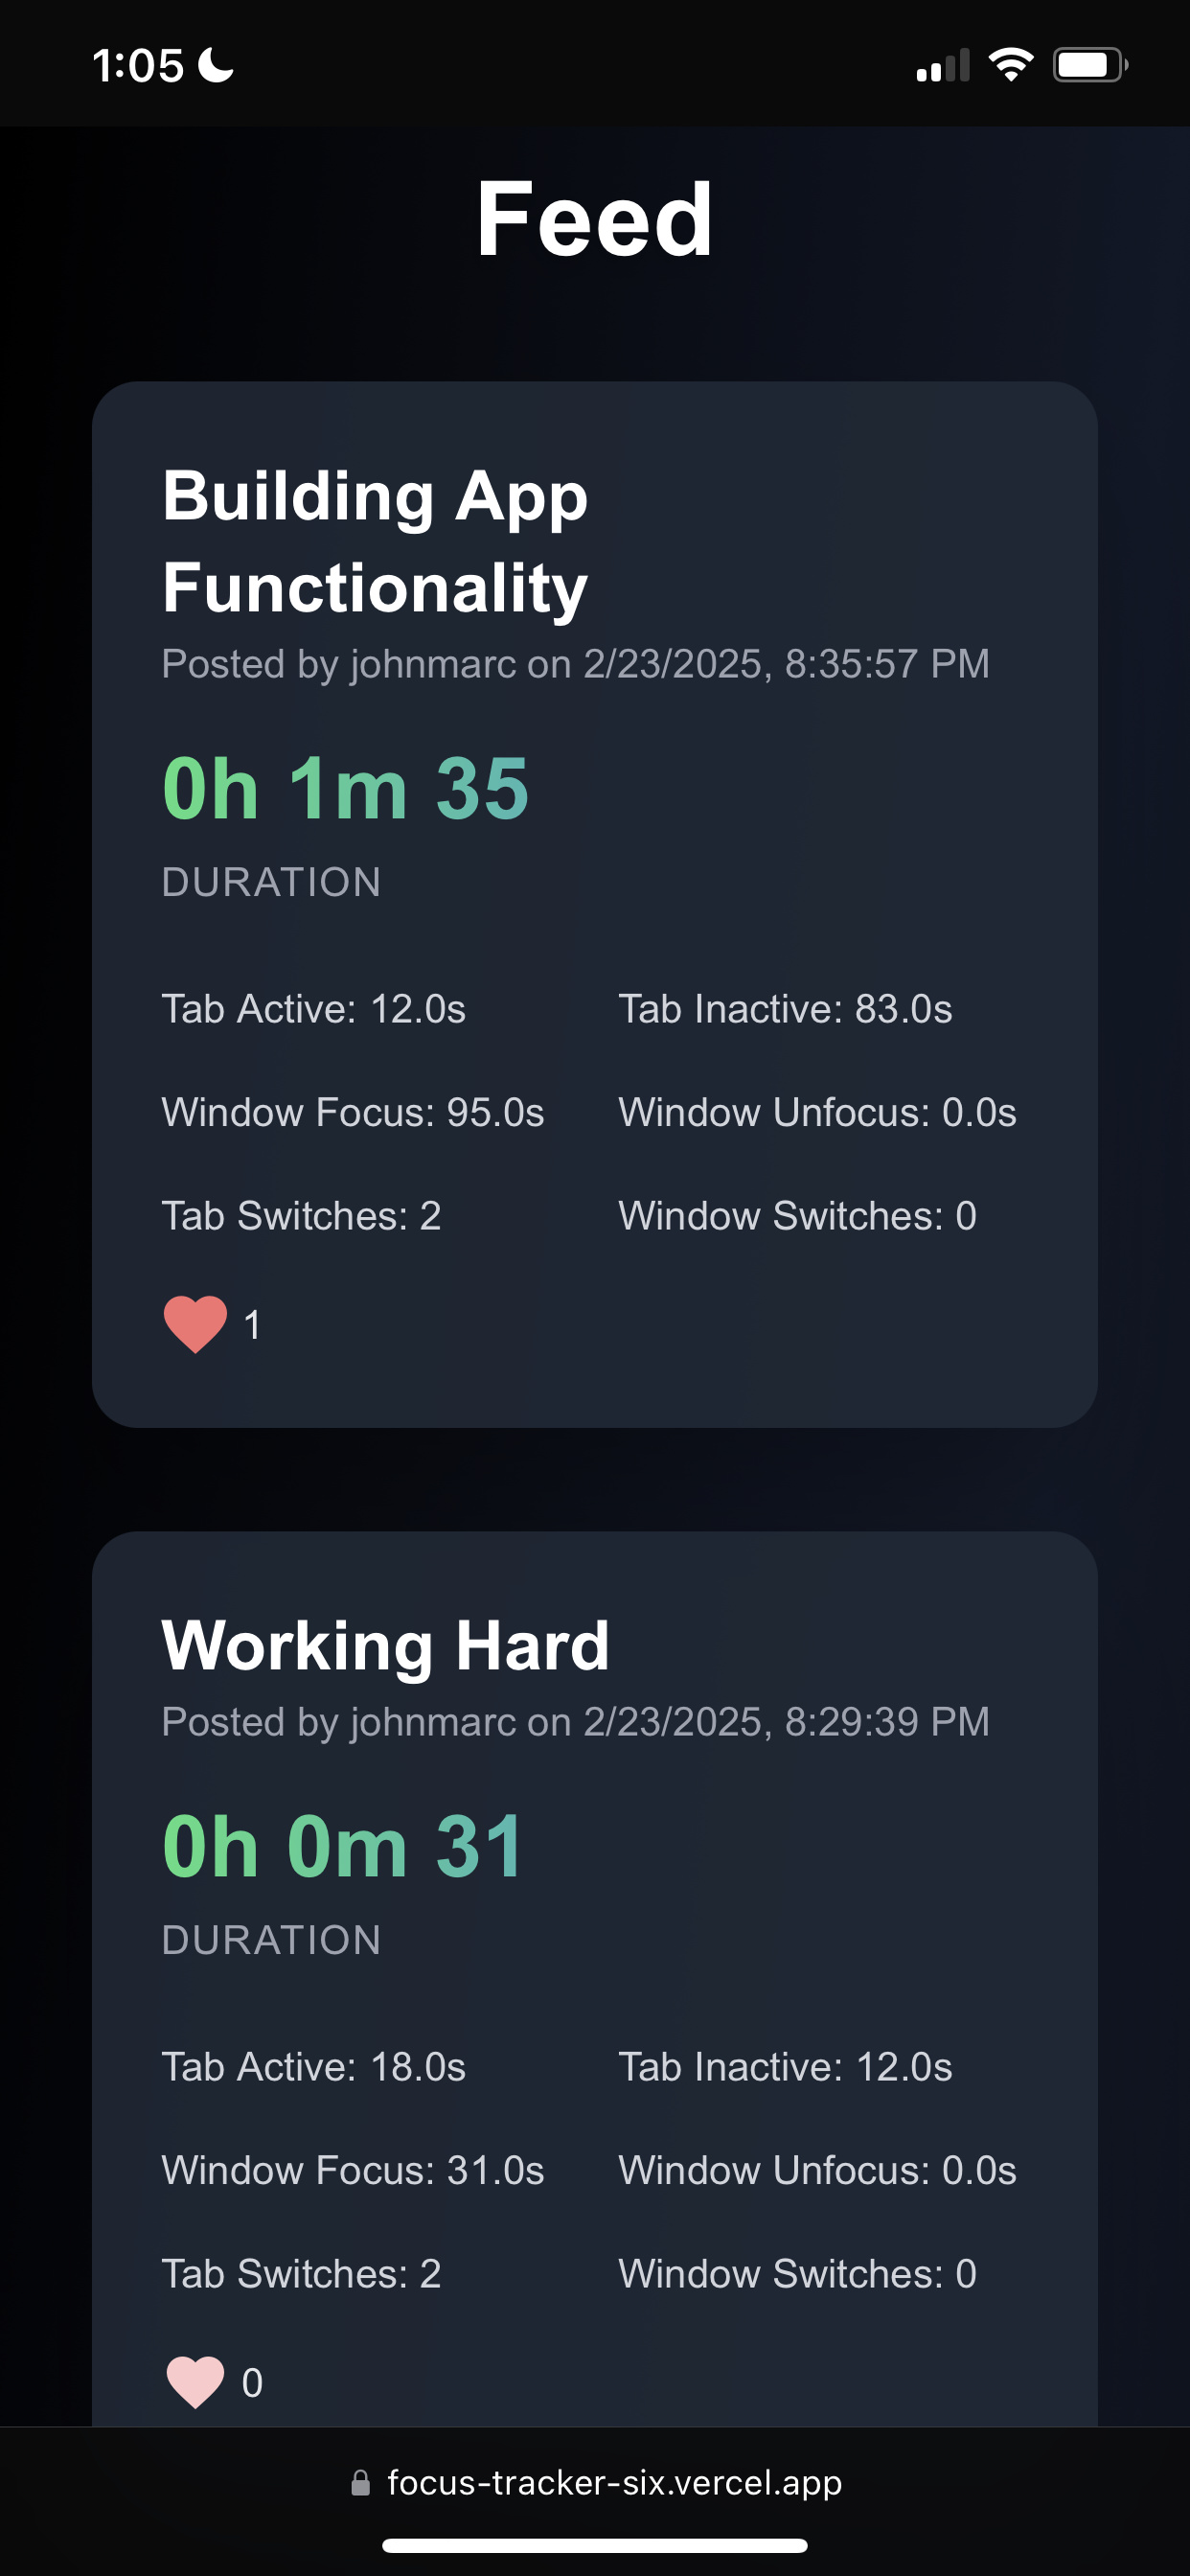 1:05
Feed
Building App
Functionality
Posted by johnmarc on 2/23/2025, 8:35:57 PM
0h 1m 35
DURATION
Tab Active: 12.0s
Tab Inactive: 83.0s
Window Focus: 95.0s
Window Unfocus: 0.0s
Tab Switches: 2
Window Switches: 0
1
Working Hard
Posted by johnmarc on 2/23/2025, 8:29:39 PM
0h 0m 31
DURATION
Tab Active: 18.0s
Tab Inactive: 12.0s
Window Focus: 31.0s
Window Unfocus: 0.0s
Tab Switches: 2
Window Switches: 0
0
focus-tracker-six.vercel.app